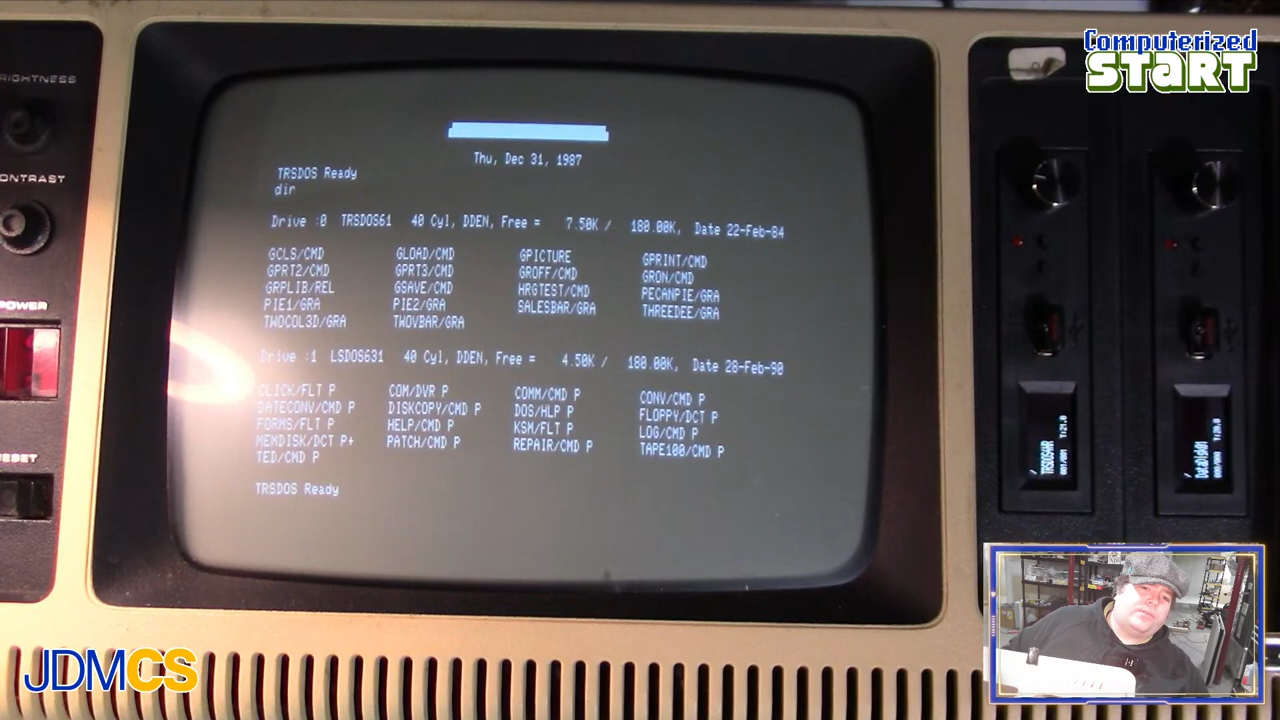 Computerized
START
RIGHTNESS
ONTRAST
POWER
ESET
Thu, Dec 31, 1987
TRSDOS Ready
dir
Drive :0 TRSDOS61 40 Cyl, DDEN, Free = 7.50K / 180.00K, Date 22-Feb-84
GCLS/CMD GLOAD/CMD GPICTURE GPRINT/CMD
GPRT2/CMD GPRT3/CMD GROFF/CMD GRON/CMD
GRPLIB/REL GSAVE/CMD HRGTEST/CMD PECANPIE/GRA
PIE1/GRA PIE2/GRA SALESBAR/GRA THREEDEE/GRA
TWOCOL3D/GRA TWOVBAR/GRA
Drive :1 LSDOS631 40 Cyl, DDEN, Free = 4.50K / 180.00K, Date 28-Feb-90
CLICK/FLT P COM/DVR P COMM/CMD P CONV/CMD P
DATECONV/CMD P DISKCOPY/CMD P DOS/HLP P FLOPPY/DCT P
FORMS/FLT P HELP/CMD P KSM/FLT P LOG/CMD P
MEMDISK/DCT P+ PATCH/CMD P REPAIR/CMD P TAPE100/CMD P
TED/CMD P
TRSDOS Ready
JDMCS